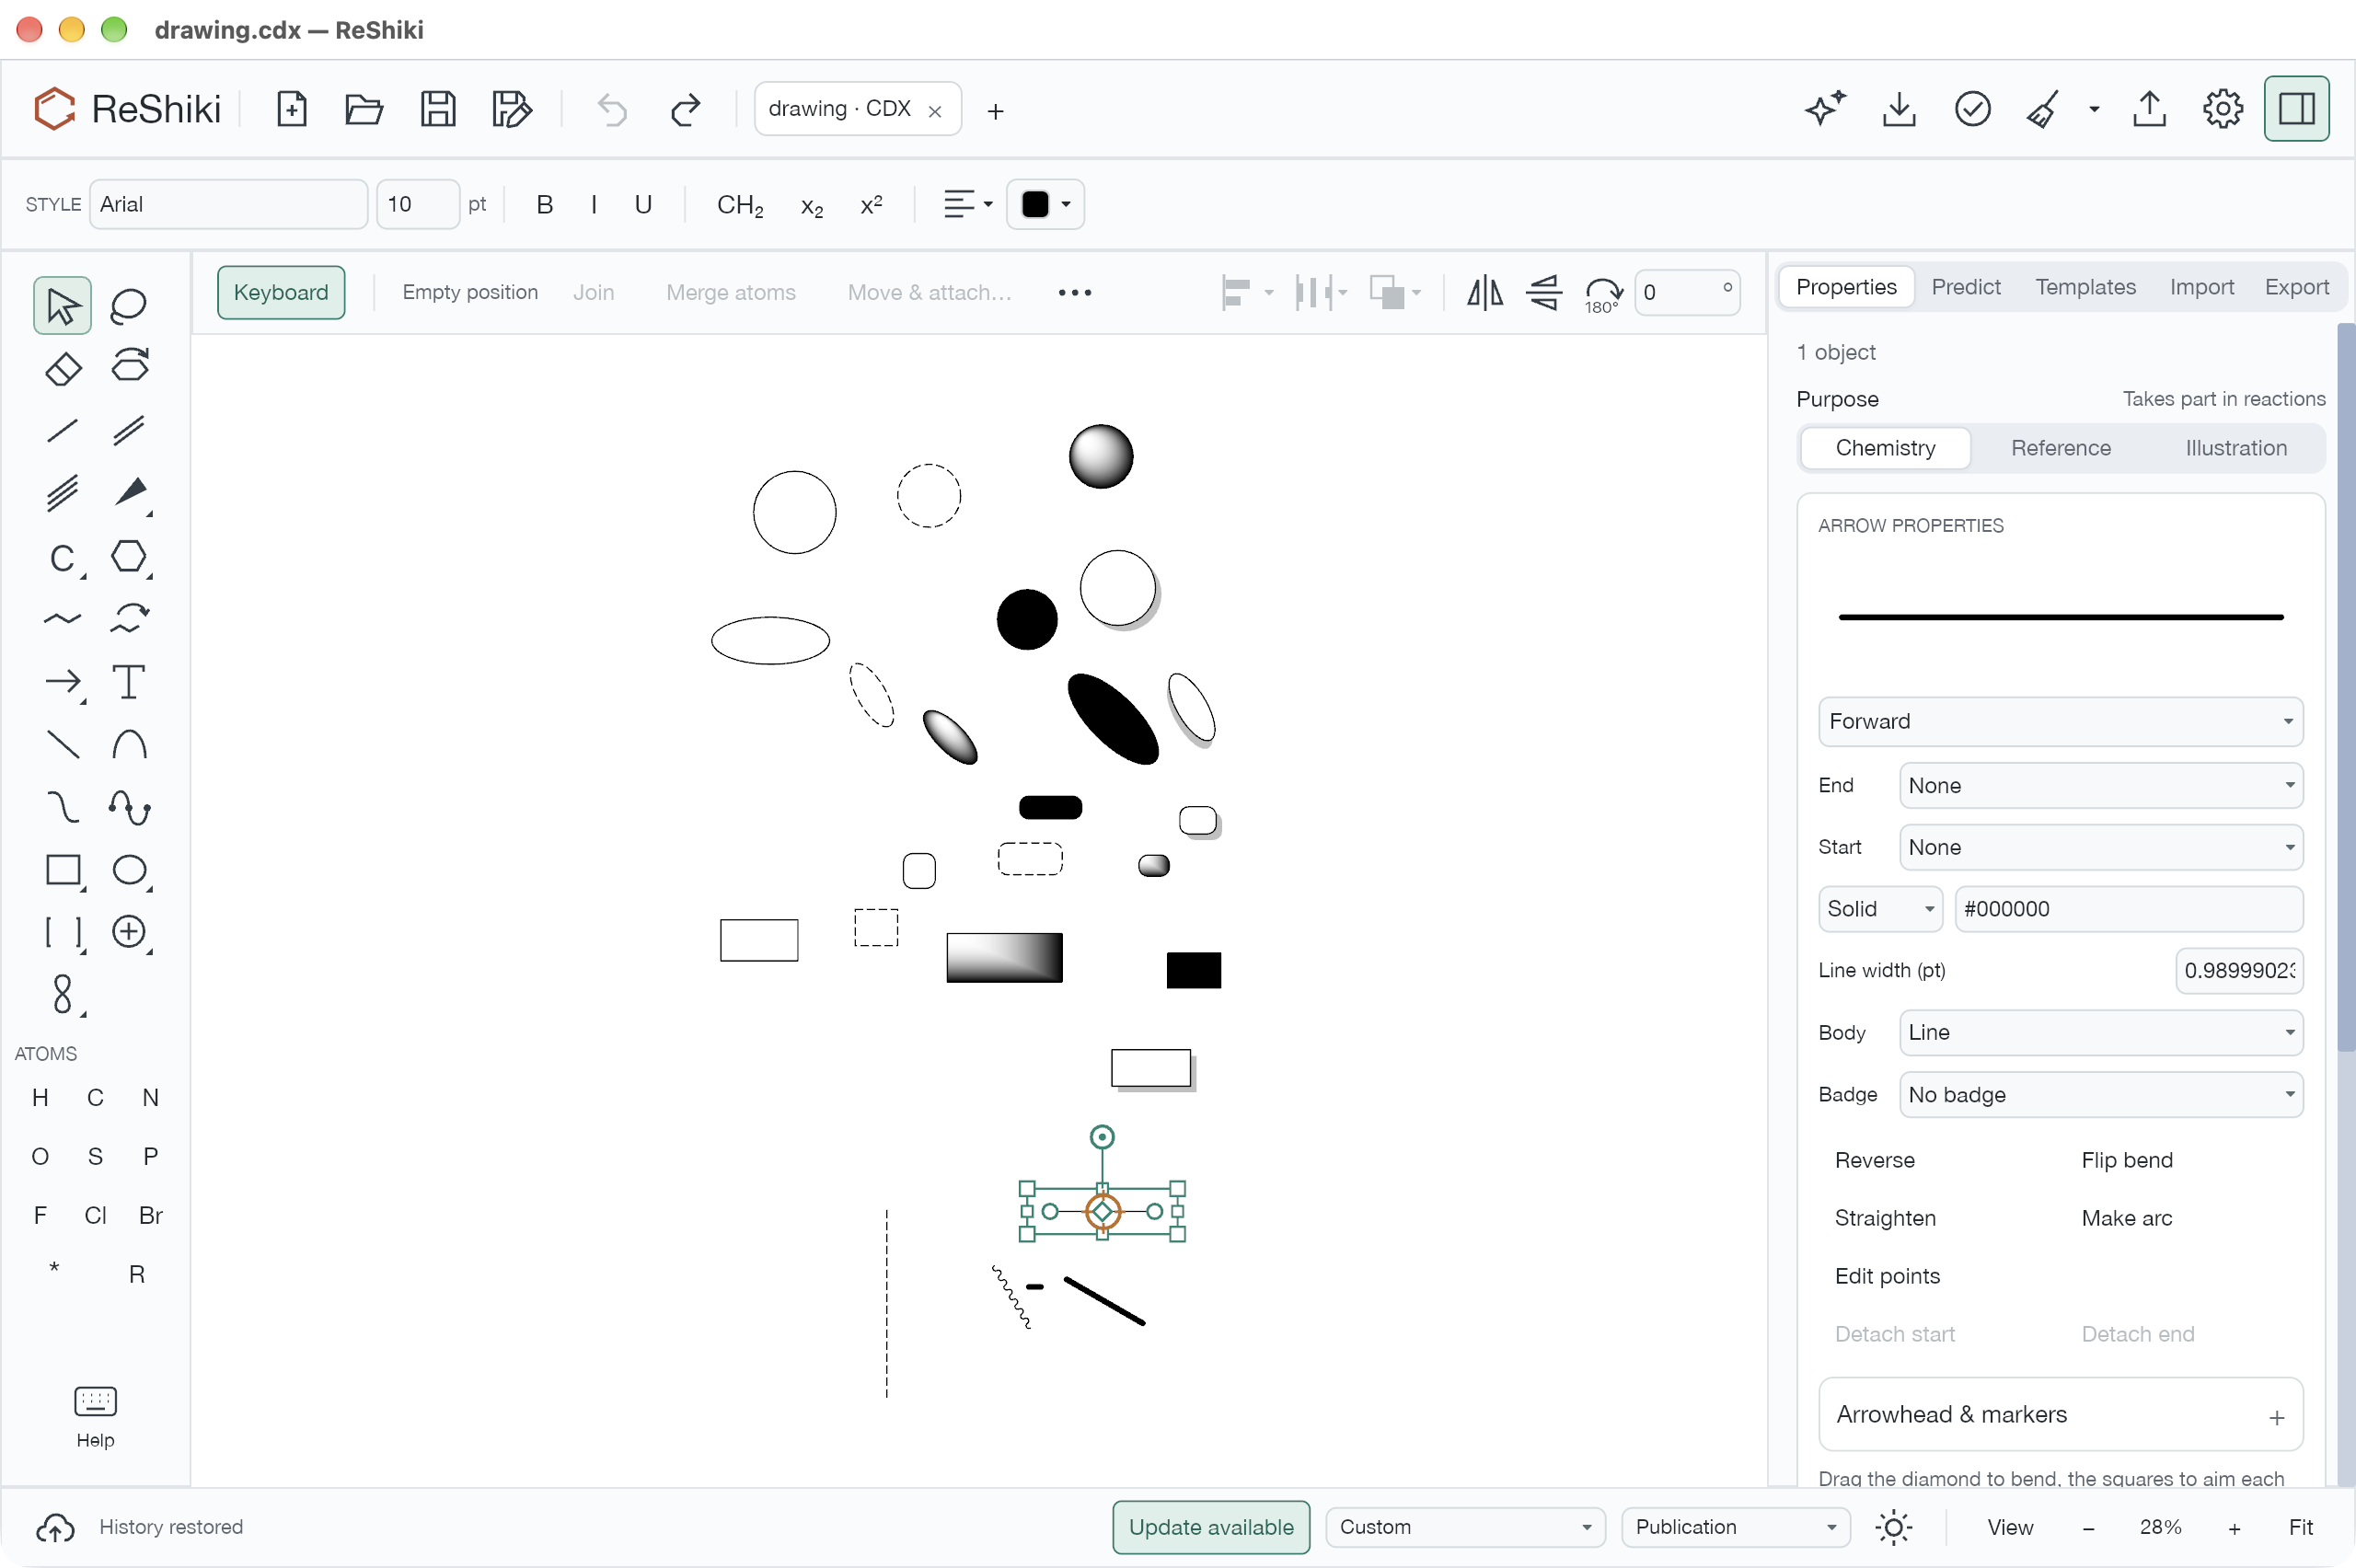 drawing.cdx — ReShiki
ReShiki
drawing · CDX × +
STYLE Arial 10 pt B I U CH₂ x₂ x²
Keyboard Empty position Join Merge atoms Move & attach... 180° 0 °
Properties Predict Templates Import Export
1 object
Purpose Takes part in reactions
Chemistry Reference Illustration
ARROW PROPERTIES
Forward
End None
Start None
Solid #000000
Line width (pt) 0.9899902
Body Line
Badge No badge
Reverse Flip bend
Straighten Make arc
Edit points
Detach start Detach end
Arrowhead & markers +
Drag the diamond to bend, the squares to aim each
C
T
[ ]
ATOMS
H C N
O S P
F Cl Br
* R
Help
History restored
Update available Custom Publication View − 28% + Fit